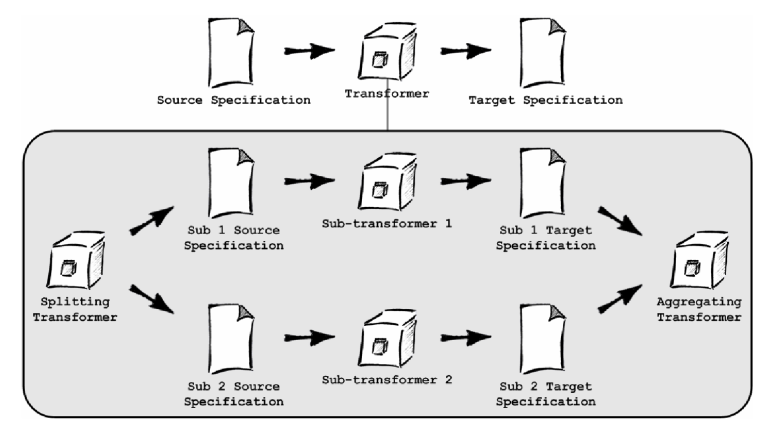 Source Specification
Transformer
Target Specification
Sub 1 Source
Specification
Sub-transformer 1
Sub 1 Target
Specification
Splitting
Transformer
Aggregating
Transformer
Sub 2 Source
Specification
Sub-transformer 2
Sub 2 Target
Specification